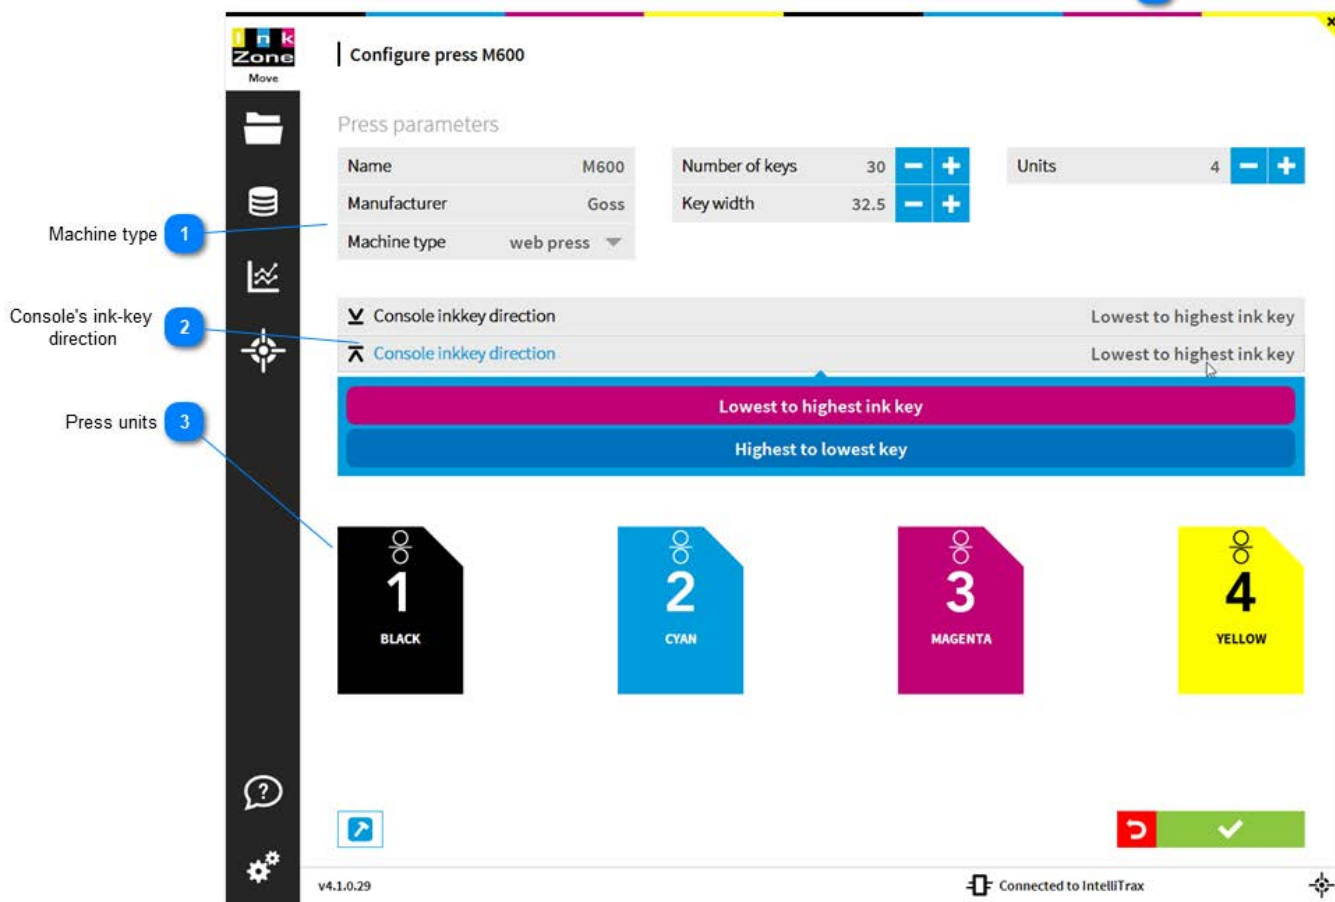 Ink
Zone
Move
Configure press M600
Press parameters
Name M600
Number of keys 30
Units 4
Manufacturer Goss
Key width 32.5
Machine type 1
Machine type web press
Console's ink-key
direction 2
Console inkkey direction Lowest to highest ink key
Console inkkey direction Lowest to highest ink key
Lowest to highest ink key
Highest to lowest key
Press units 3
1
BLACK
2
CYAN
3
MAGENTA
4
YELLOW
v4.1.0.29
Connected to IntelliTrax